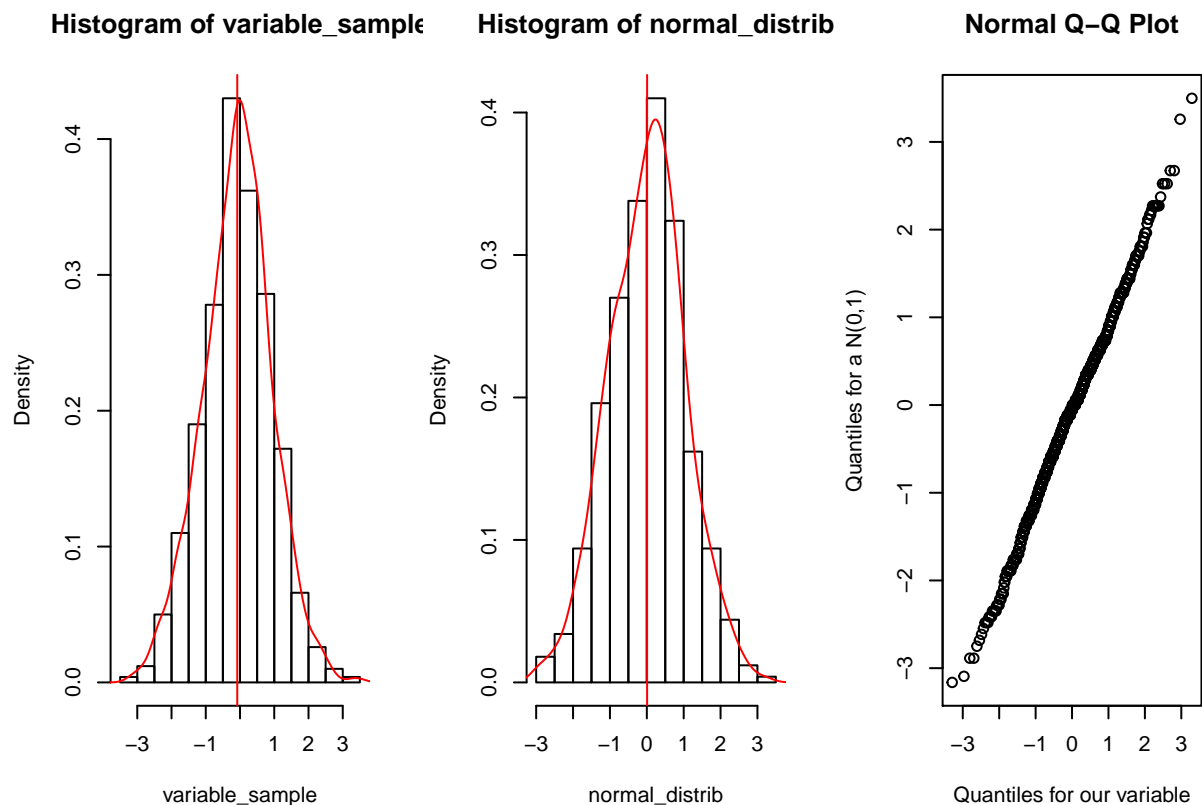 Histogram of variable_sample
Density
0.0 0.1 0.2 0.3 0.4
−3 −1 0 1 2 3
variable_sample
Histogram of normal_distrib
Density
0.0 0.1 0.2 0.3 0.4
−3 −1 0 1 2 3
normal_distrib
Normal Q−Q Plot
Quantiles for a N(0,1)
−3 −2 −1 0 1 2 3
−3 −2 −1 0 1 2 3
Quantiles for our variable